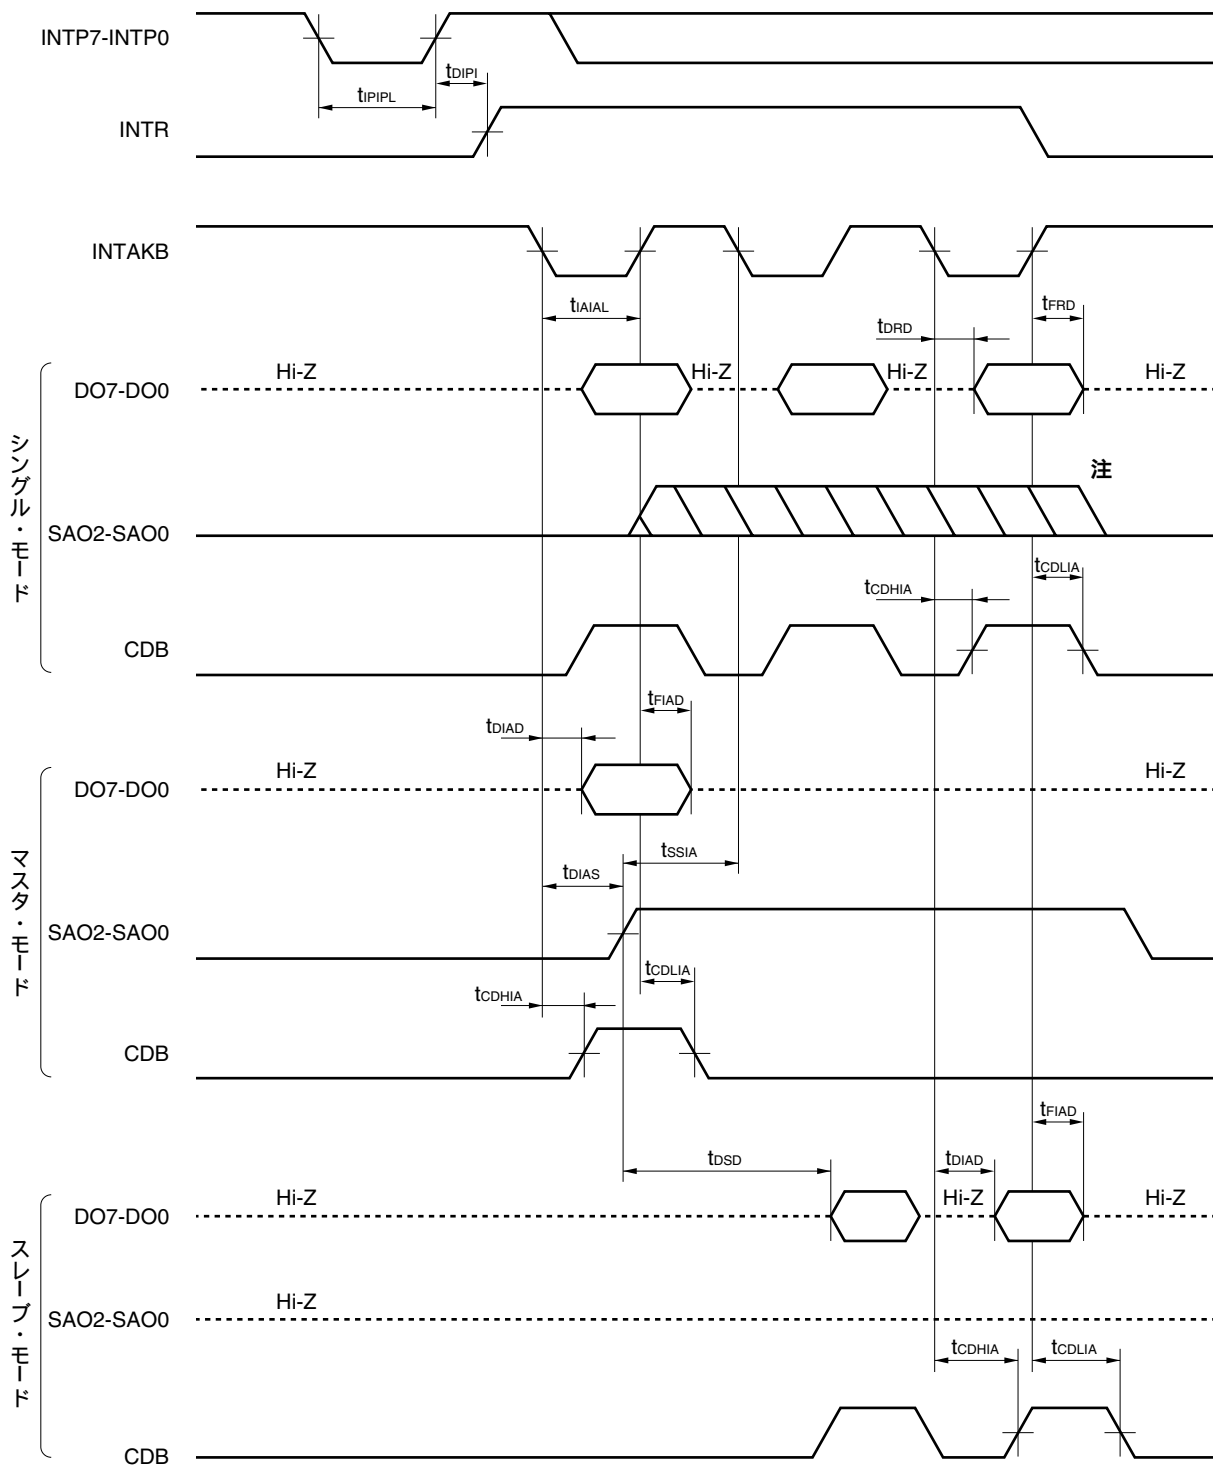 INTP7-INTP0
tDIPI
tIPIPL
INTR
INTAKB
tIAIAL
tFRD
tDRD
シングル・モード
DO7-DO0
Hi-Z
Hi-Z
Hi-Z
Hi-Z
注
SAO2-SAO0
tCDLIA
tCDHIA
CDB
tFIAD
tDIAD
マスタ・モード
DO7-DO0
Hi-Z
Hi-Z
tSSIA
tDIAS
SAO2-SAO0
tCDLIA
tCDHIA
CDB
tFIAD
tDSD
tDIAD
スレーブ・モード
DO7-DO0
Hi-Z
Hi-Z
Hi-Z
SAO2-SAO0
Hi-Z
tCDHIA
tCDLIA
CDB